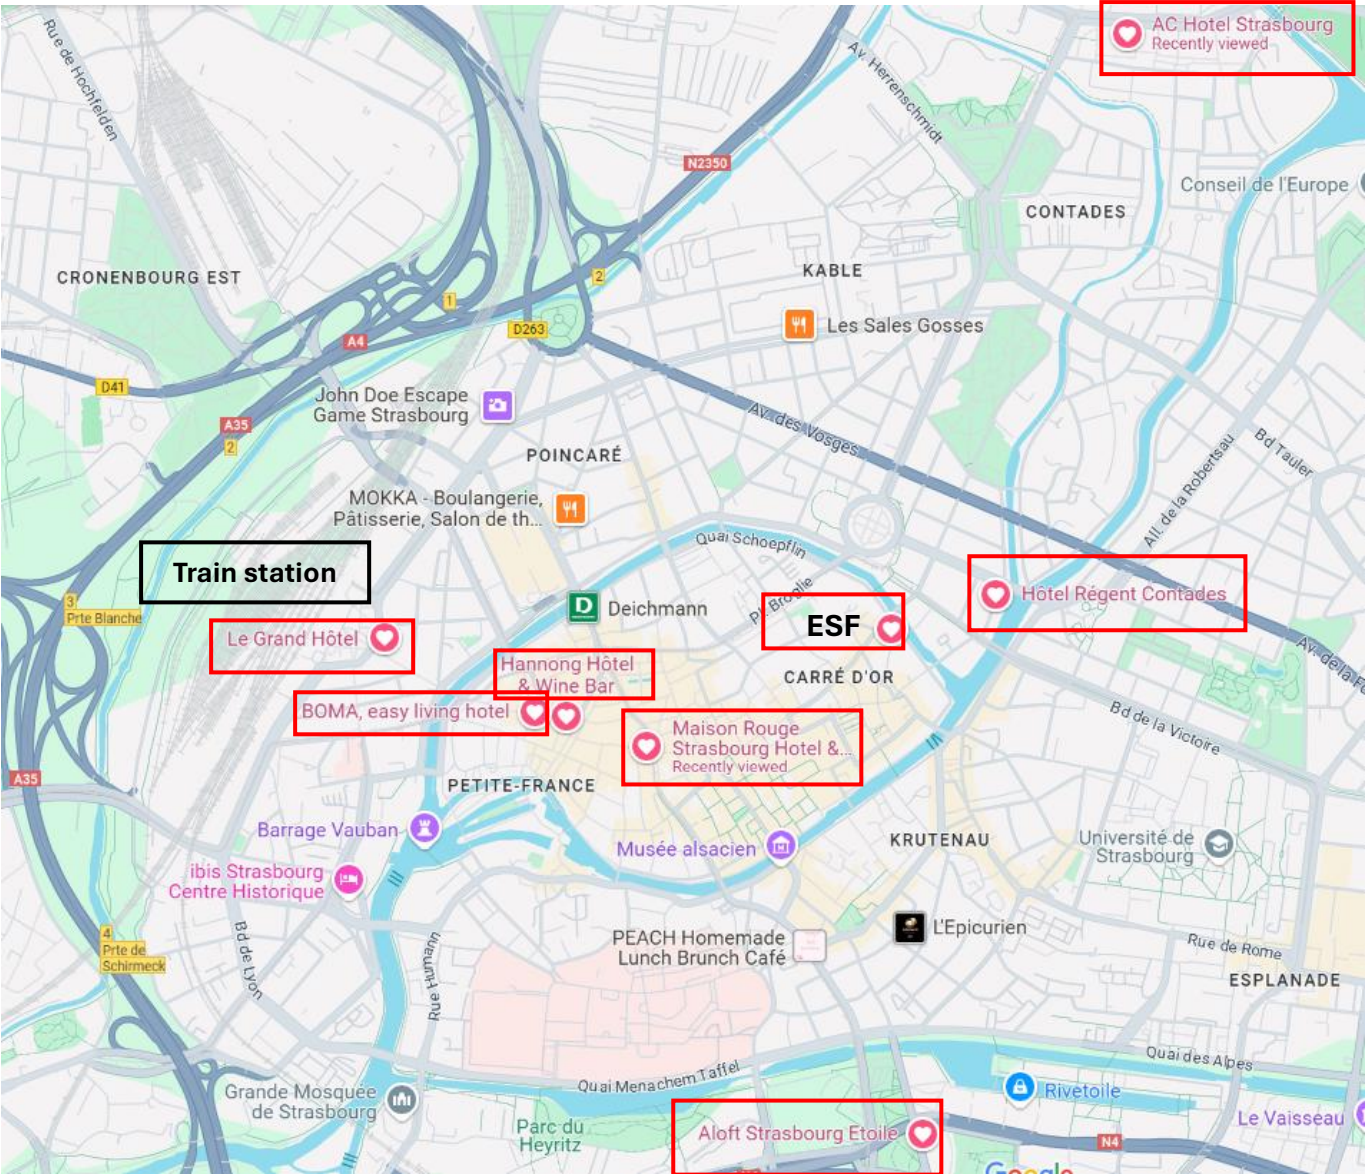 AC Hotel Strasbourg
Recently viewed
Rue de Hochfelden
Av. Herrenschmidt
N2350
Conseil de l'Europe
CONTADES
CRONENBOURG EST
KABLE
2
1
Les Sales Gosses
D263
A4
D41
John Doe Escape
Game Strasbourg
A35
2
Av. des Vosges
Bd Tauler
All. de la Robertsau
POINCARÉ
MOKKA - Boulangerie,
Pâtisserie, Salon de th...
Quai Schoepflin
Train station
3
Prte Blanche
Deichmann
Pl. Broglie
ESF
Hôtel Régent Contades
Le Grand Hôtel
Hannong Hôtel
& Wine Bar
CARRÉ D'OR
Av. de la Fo
BOMA, easy living hotel
Maison Rouge
Strasbourg Hotel &...
Recently viewed
Bd de la Victoire
A35
PETITE-FRANCE
Barrage Vauban
Musée alsacien
KRUTENAU
Université de
Strasbourg
ibis Strasbourg
Centre Historique
4
Prte de
Schirmeck
Bd de Lyon
Rue Humann
PEACH Homemade
Lunch Brunch Café
L'Epicurien
Rue de Rome
ESPLANADE
Quai des Alpes
Quai Menachem Taffel
Grande Mosquée
de Strasbourg
Rivetoile
Parc du
Heyritz
Aloft Strasbourg Etoile
N4
Le Vaisseau
Google